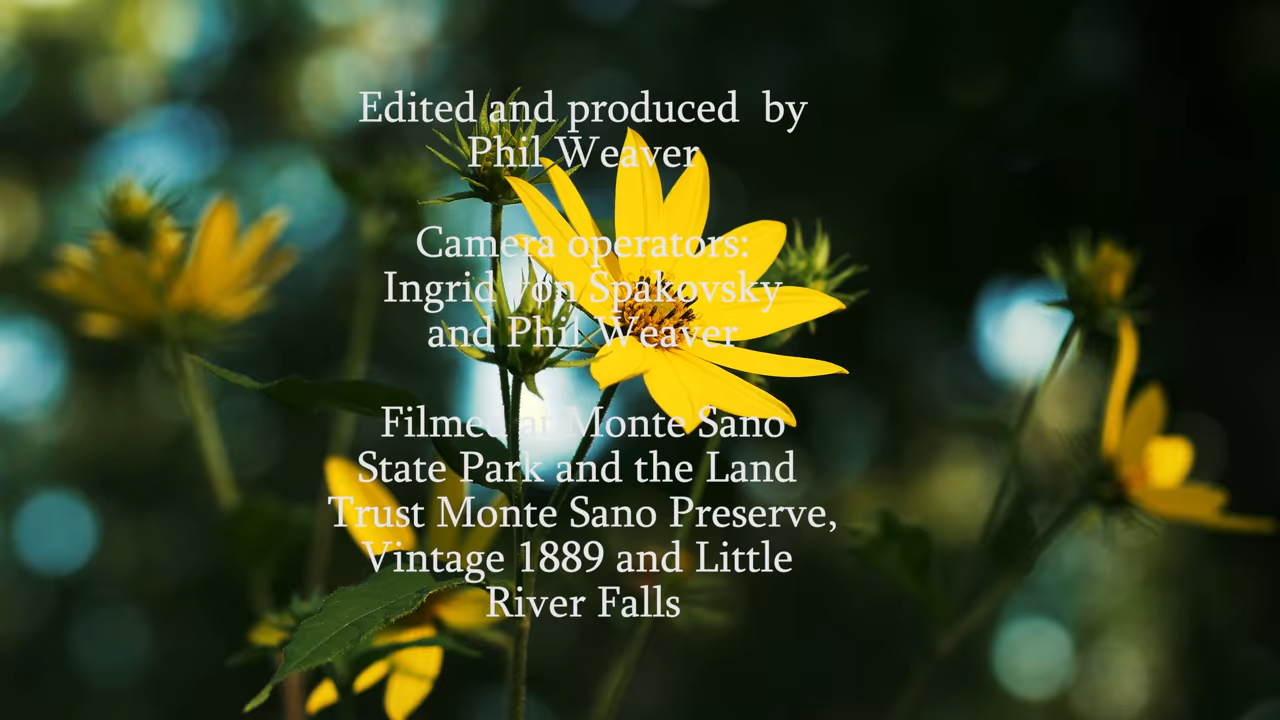 Edited and produced  by
Phil Weaver
Camera operators:
Ingrid von Spakovsky
and Phil Weaver
Filmed at Monte Sano
State Park and the Land
Trust Monte Sano Preserve,
Vintage 1889 and Little
River Falls